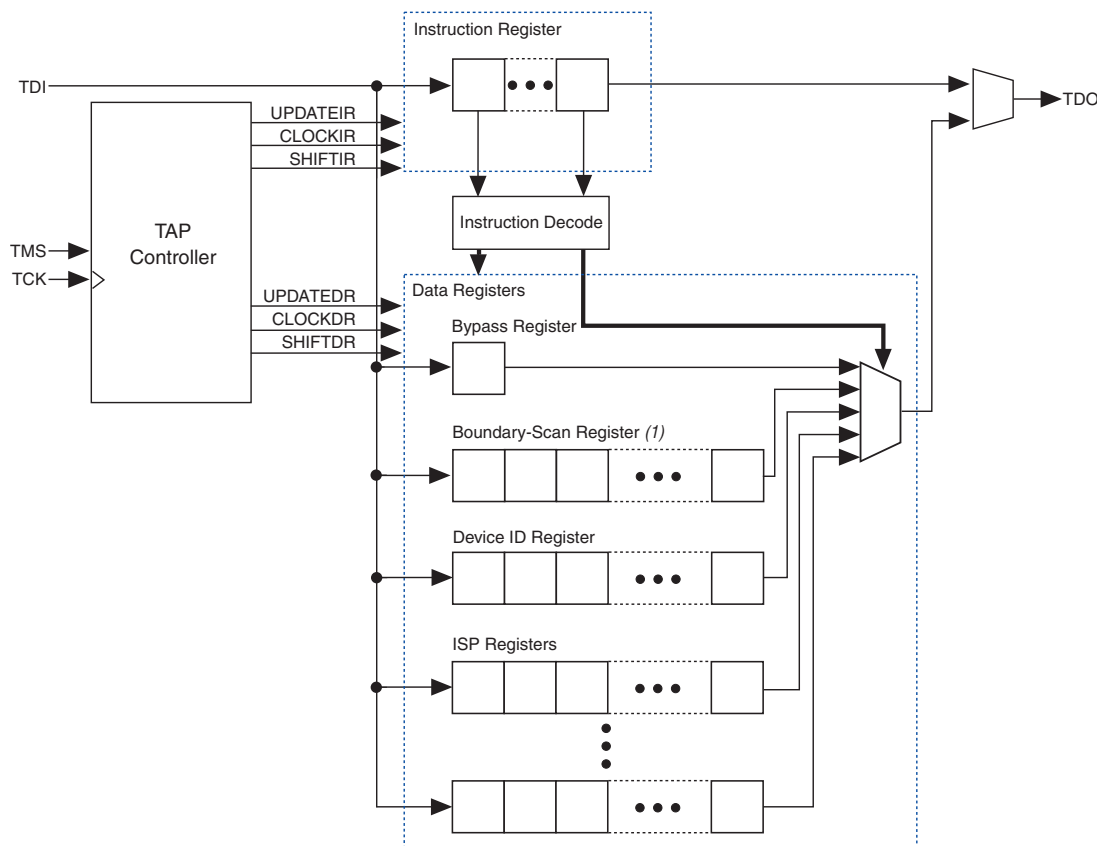 Instruction Register
TDI
TDO
UPDATEIR
CLOCKIR
SHIFTIR
TAP
Controller
Instruction Decode
TMS
TCK
Data Registers
UPDATEDR
CLOCKDR
SHIFTDR
Bypass Register
Boundary-Scan Register (1)
Device ID Register
ISP Registers